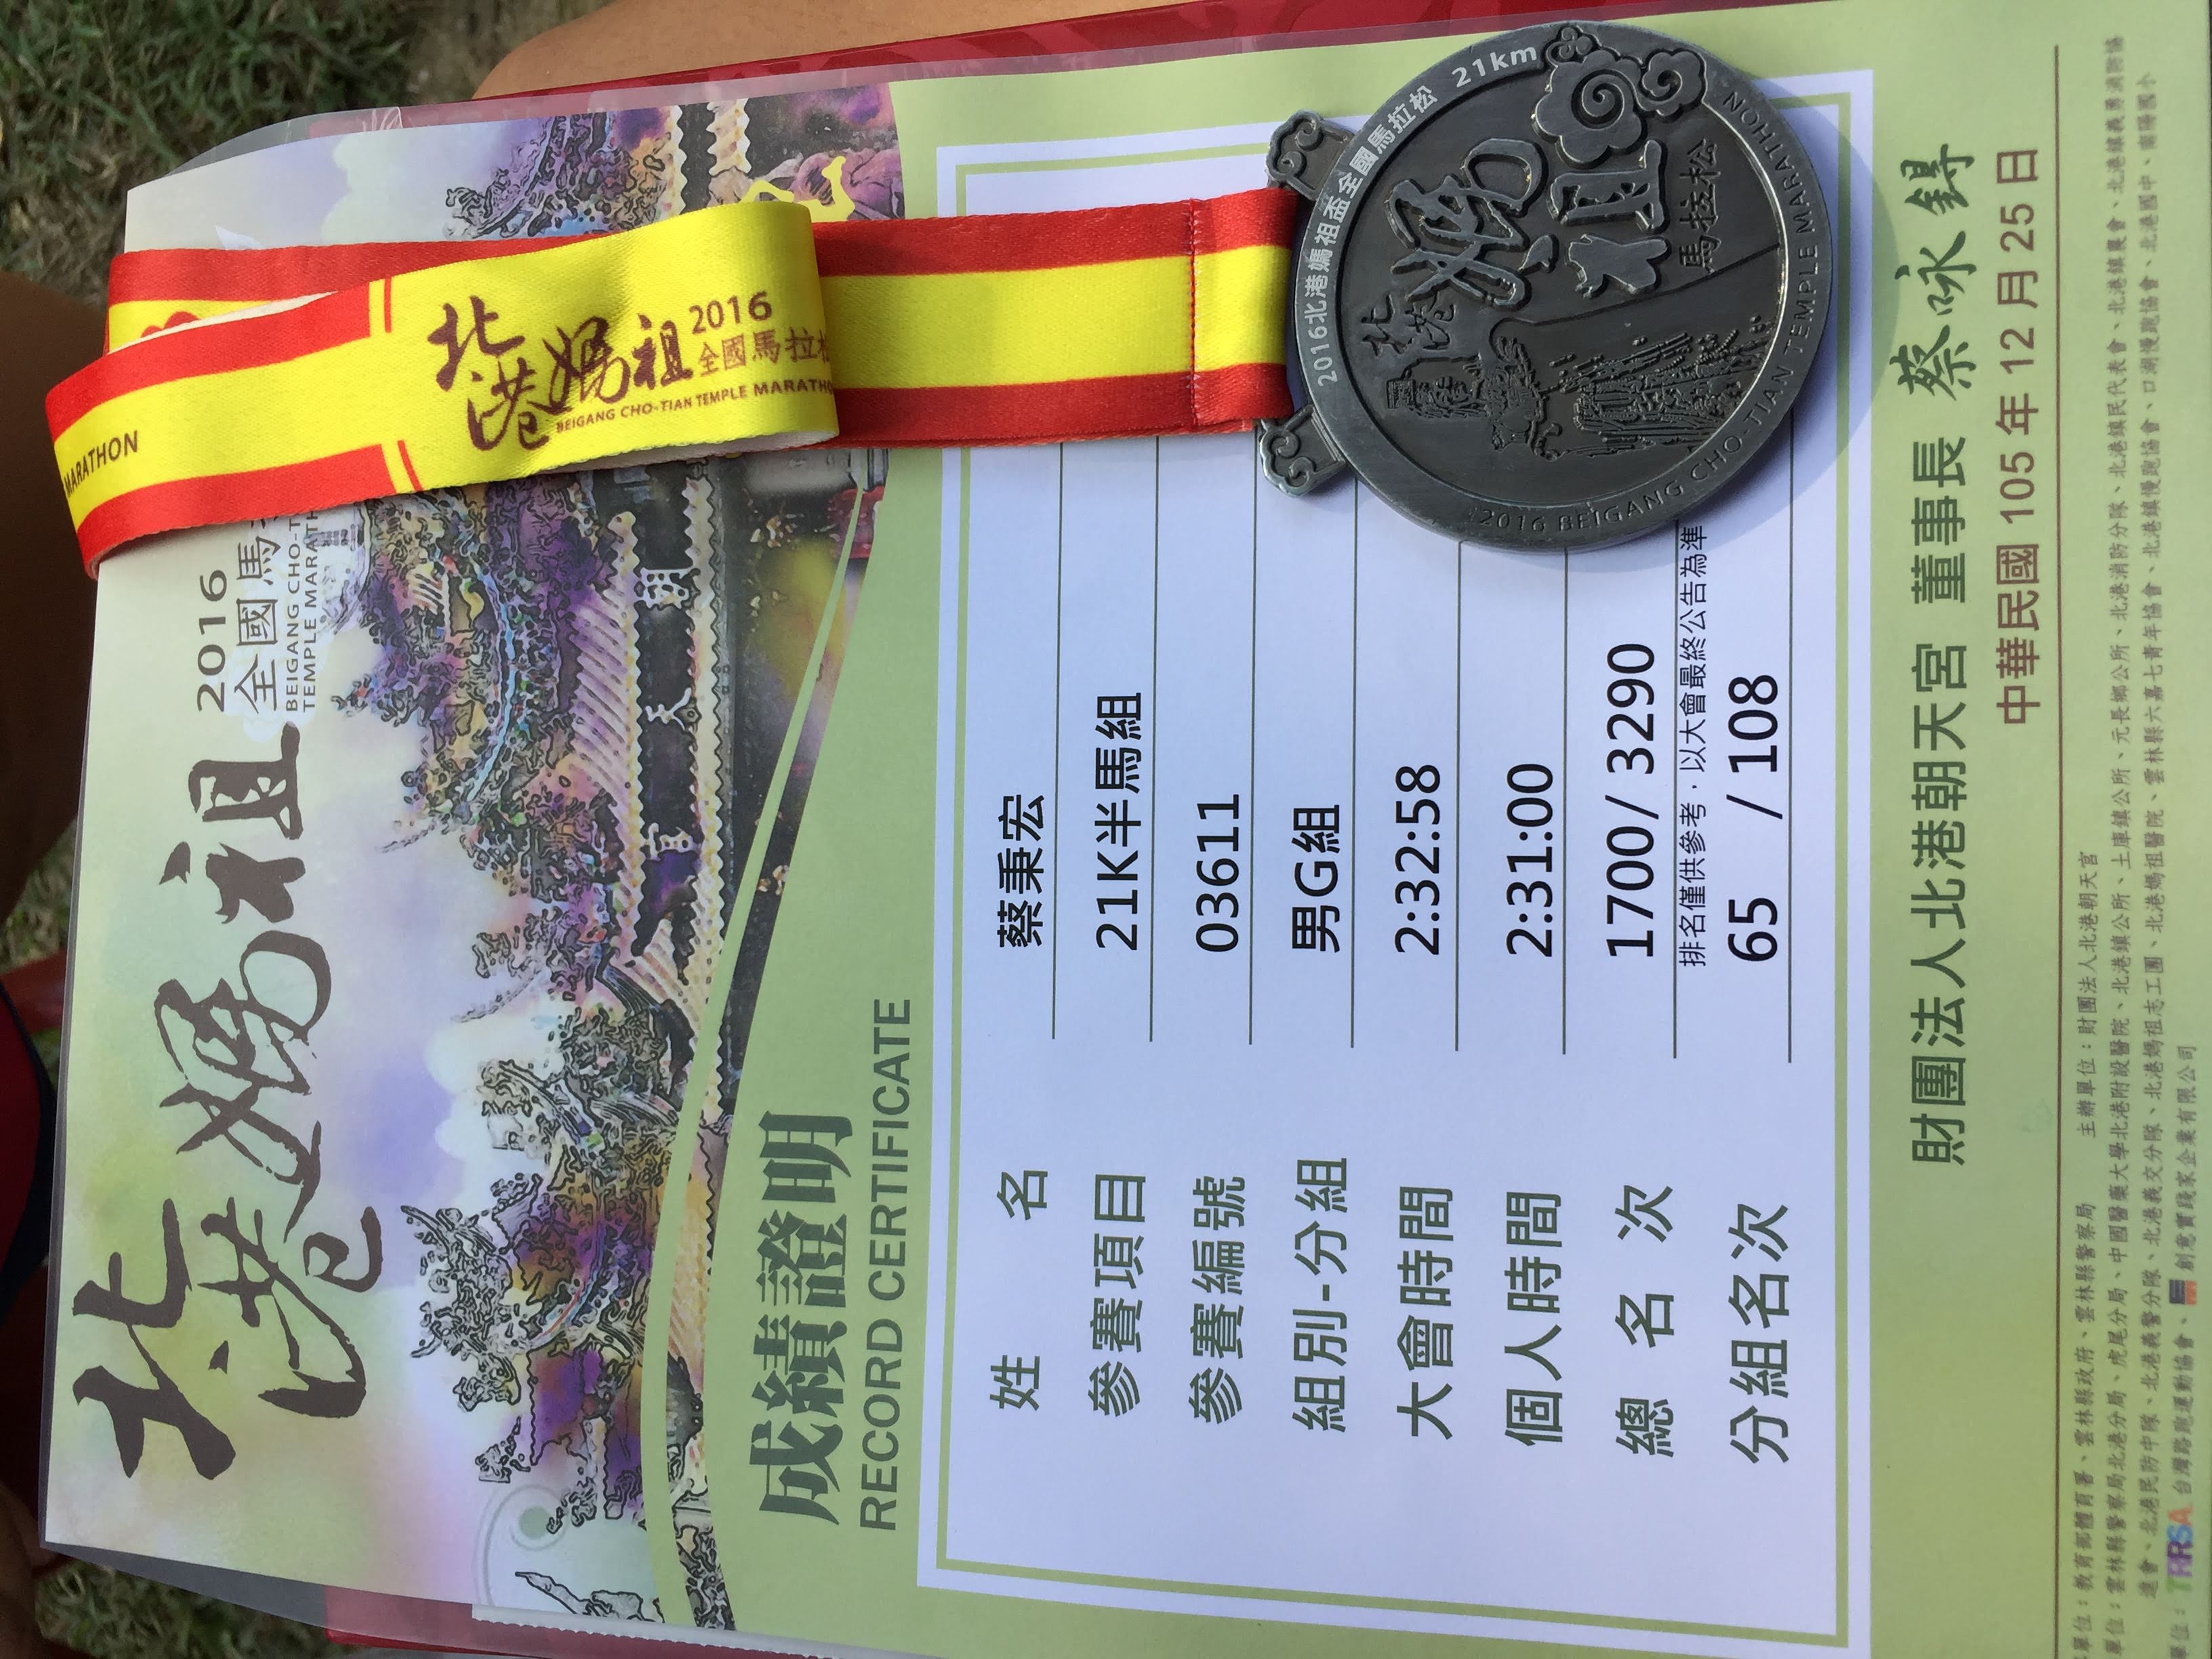 北港媽祖
2016
全國馬
BEIGANG CHO-T
TEMPLE MARATH
MARATHON
北港媽祖
2016
全國馬拉
BEIGANG CHO-TIAN TEMPLE MARATH
宮天朝
成績證明
RECORD CERTIFICATE
姓名 蔡秉宏
參賽項目 21K半馬組
參賽編號 03611
組別-分組 男G組
大會時間 2:32:58
個人時間 2:31:00
總名次 1700/ 3290
排名僅供參考，以大會最終公告為準
分組名次 65 / 108
2016北港媽祖盃全國馬拉松 21km
北港
媽祖
馬拉松
2016 BEIGANG CHO-TIAN TEMPLE MARATHON
財團法人北港朝天宮 董事長 蔡咏鍀
中華民國 105 年 12 月 25 日
單位：教育部體育署、雲林縣政府、雲林縣警察局 主辦單位：財團法人北港朝天宮
單位：雲林縣警察局北港分局、虎尾分局、中國醫藥大學北港附設醫院、北港鎮公所、土庫鎮公所、元長鄉公所、北港消防分隊、北港鎮民代表會、北港鎮農會、北港鎮義勇消防協
進會、北港民防中隊、北港義警分隊、北港義交分隊、北港媽祖志工團、北港媽祖醫院、雲林縣六嘉七青年協會、北港鎮慢跑協會、口湖慢跑協會、北港國中、南陽國小
單位：TRRSA 台灣路跑運動協會、創意實踐家企業有限公司